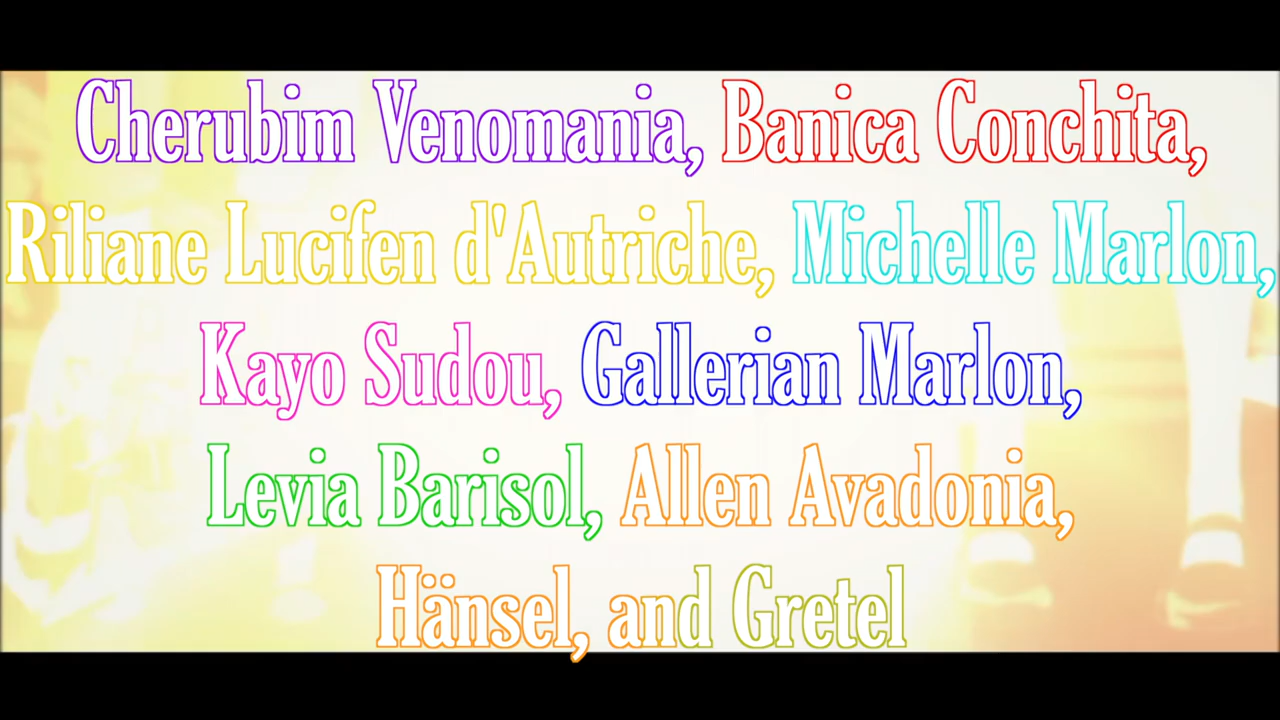 Cherubim Venomania, Banica Conchita,
Riliane Lucifen d'Autriche, Michelle Marlon,
Kayo Sudou, Gallerian Marlon,
Levia Barisol, Allen Avadonia,
Hänsel, and Gretel